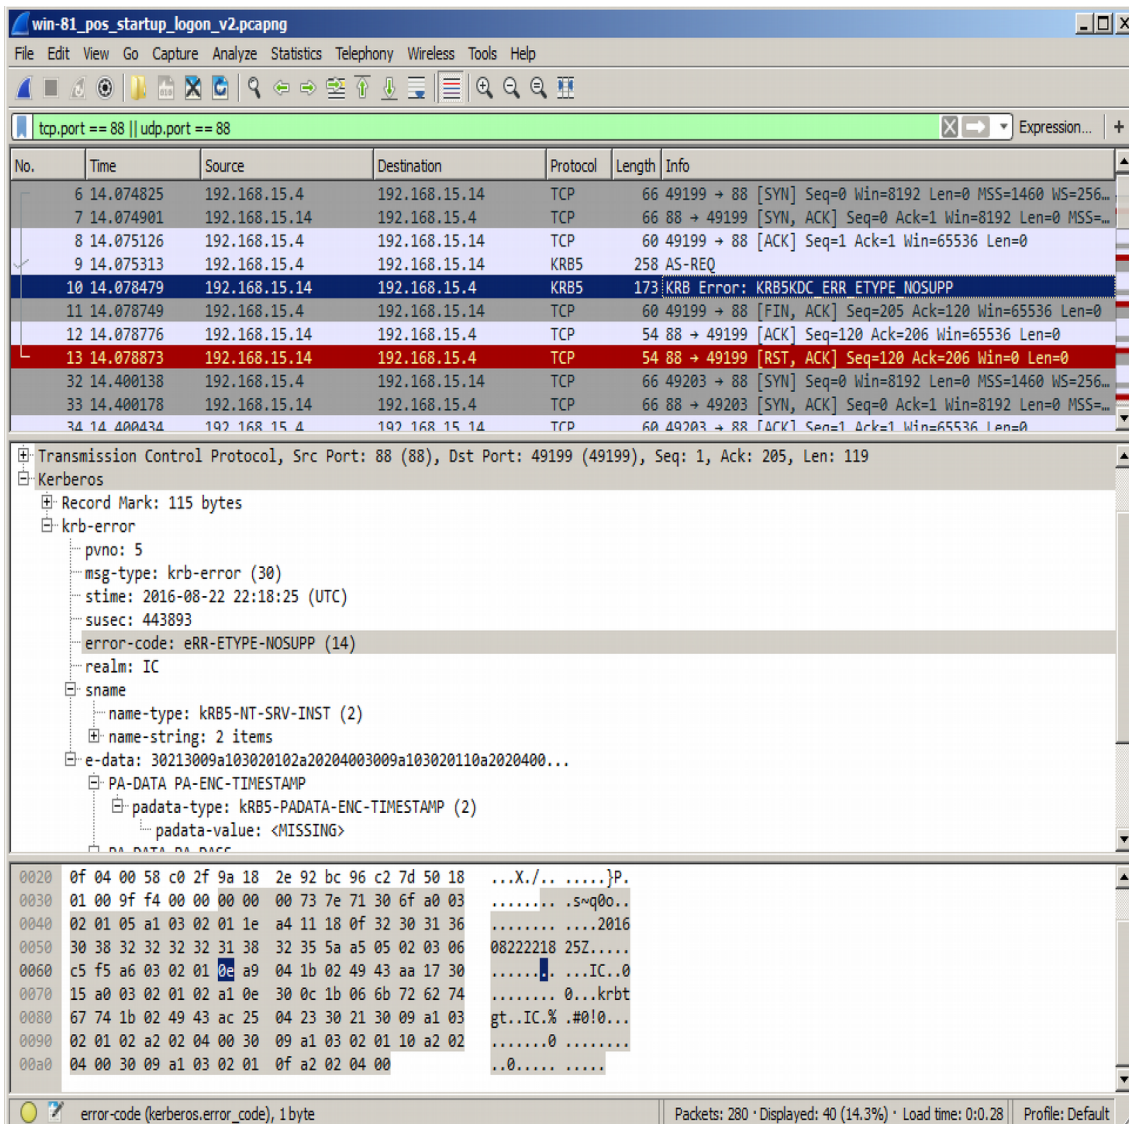 win-81_pos_startup_logon_v2.pcapng
File Edit View Go Capture Analyze Statistics Telephony Wireless Tools Help
tcp.port == 88 || udp.port == 88 Expression... +
No. Time Source Destination Protocol Length Info
6 14.074825 192.168.15.4 192.168.15.14 TCP 66 49199 → 88 [SYN] Seq=0 Win=8192 Len=0 MSS=1460 WS=256...
7 14.074901 192.168.15.14 192.168.15.4 TCP 66 88 → 49199 [SYN, ACK] Seq=0 Ack=1 Win=8192 Len=0 MSS=...
8 14.075126 192.168.15.4 192.168.15.14 TCP 60 49199 → 88 [ACK] Seq=1 Ack=1 Win=65536 Len=0
9 14.075313 192.168.15.4 192.168.15.14 KRB5 258 AS-REQ
10 14.078479 192.168.15.14 192.168.15.4 KRB5 173 KRB Error: KRB5KDC_ERR_ETYPE_NOSUPP
11 14.078749 192.168.15.4 192.168.15.14 TCP 60 49199 → 88 [FIN, ACK] Seq=205 Ack=120 Win=65536 Len=0
12 14.078776 192.168.15.14 192.168.15.4 TCP 54 88 → 49199 [ACK] Seq=120 Ack=206 Win=65536 Len=0
13 14.078873 192.168.15.14 192.168.15.4 TCP 54 88 → 49199 [RST, ACK] Seq=120 Ack=206 Win=0 Len=0
32 14.400138 192.168.15.4 192.168.15.14 TCP 66 49203 → 88 [SYN] Seq=0 Win=8192 Len=0 MSS=1460 WS=256...
33 14.400178 192.168.15.14 192.168.15.4 TCP 66 88 → 49203 [SYN, ACK] Seq=0 Ack=1 Win=8192 Len=0 MSS=...
34 14.400434 192.168.15.4 192.168.15.14 TCP 60 49203 → 88 [ACK] Seq=1 Ack=1 Win=65536 Len=0
Transmission Control Protocol, Src Port: 88 (88), Dst Port: 49199 (49199), Seq: 1, Ack: 205, Len: 119
Kerberos
Record Mark: 115 bytes
krb-error
pvno: 5
msg-type: krb-error (30)
stime: 2016-08-22 22:18:25 (UTC)
susec: 443893
error-code: eRR-ETYPE-NOSUPP (14)
realm: IC
sname
name-type: kRB5-NT-SRV-INST (2)
name-string: 2 items
e-data: 30213009a103020102a20204003009a103020110a2020400...
PA-DATA PA-ENC-TIMESTAMP
padata-type: kRB5-PADATA-ENC-TIMESTAMP (2)
padata-value: <MISSING>
0020 0f 04 00 58 c0 2f 9a 18 2e 92 bc 96 c2 7d 50 18 ...X./.. .....}P.
0030 01 00 9f f4 00 00 00 00 00 73 7e 71 30 6f a0 03 ........ .s~q0o..
0040 02 01 05 a1 03 02 01 1e a4 11 18 0f 32 30 31 36 ........ ....2016
0050 30 38 32 32 32 32 31 38 32 35 5a a5 05 02 03 06 08222218 25Z.....
0060 c5 f5 a6 03 02 01 0e a9 04 1b 02 49 43 aa 17 30 ........ ...IC..0
0070 15 a0 03 02 01 02 a1 0e 30 0c 1b 06 6b 72 62 74 ........ 0...krbt
0080 67 74 1b 02 49 43 ac 25 04 23 30 21 30 09 a1 03 gt..IC.% .#0!0...
0090 02 01 02 a2 02 04 00 30 09 a1 03 02 01 10 a2 02 .......0 ........
00a0 04 00 30 09 a1 03 02 01 0f a2 02 04 00 ..0..... .....
error-code (kerberos.error_code), 1 byte Packets: 280 · Displayed: 40 (14.3%) · Load time: 0:0.28 Profile: Default